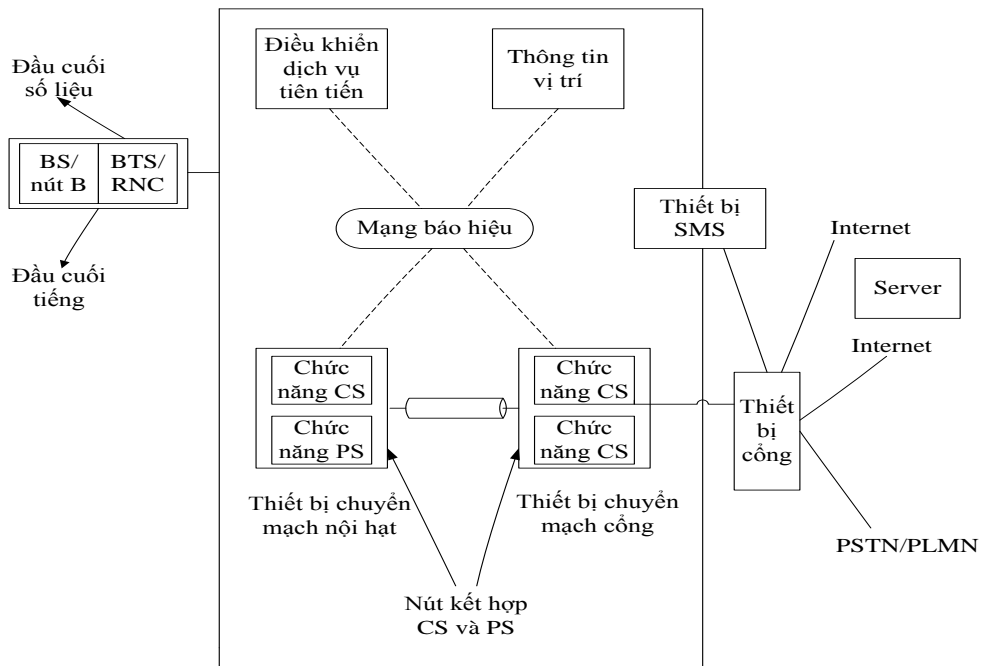 Điều khiển
dịch vụ
tiên tiến
Thông tin
vị trí
Đầu cuối
số liệu
BS/
nút B
BTS/
RNC
Đầu cuối
tiếng
Mạng báo hiệu
Thiết bị
SMS
Internet
Server
Internet
Chức
năng CS
Chức
năng PS
Chức
năng CS
Chức
năng CS
Thiết
bị
cổng
Thiết bị chuyển
mạch nội hạt
Thiết bị chuyển
mạch cổng
PSTN/PLMN
Nút kết hợp
CS và PS